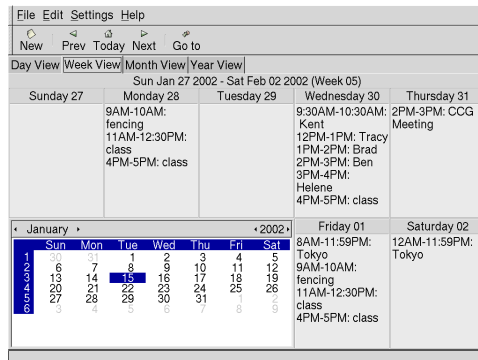 File Edit Settings Help
New Prev Today Next Go to
Day View Week View Month View Year View
Sun Jan 27 2002 - Sat Feb 02 2002 (Week 05)
Sunday 27 Monday 28 Tuesday 29 Wednesday 30 Thursday 31
9AM-10AM:
fencing
11AM-12:30PM:
class
4PM-5PM: class
9:30AM-10:30AM:
Kent
12PM-1PM: Tracy
1PM-2PM: Brad
2PM-3PM: Ben
3PM-4PM:
Helene
4PM-5PM: class
2PM-3PM: CCG
Meeting
January 2002
Sun Mon Tue Wed Thu Fri Sat
1 30 31 1 2 3 4 5
2 6 7 8 9 10 11 12
3 13 14 15 16 17 18 19
4 20 21 22 23 24 25 26
5 27 28 29 30 31 1 2
6 3 4 5 6 7 8 9
Friday 01 Saturday 02
8AM-11:59PM:
Tokyo
9AM-10AM:
fencing
11AM-12:30PM:
class
4PM-5PM: class
12AM-11:59PM:
Tokyo